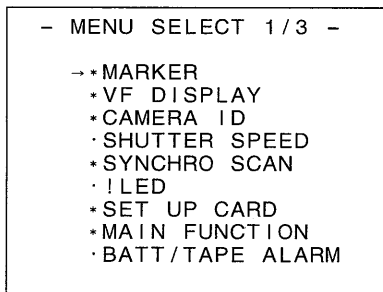 – MENU SELECT 1/3 –
→*MARKER
*VF DISPLAY
*CAMERA ID
·SHUTTER SPEED
*SYNCHRO SCAN
·!LED
*SET UP CARD
*MAIN FUNCTION
·BATT/TAPE ALARM